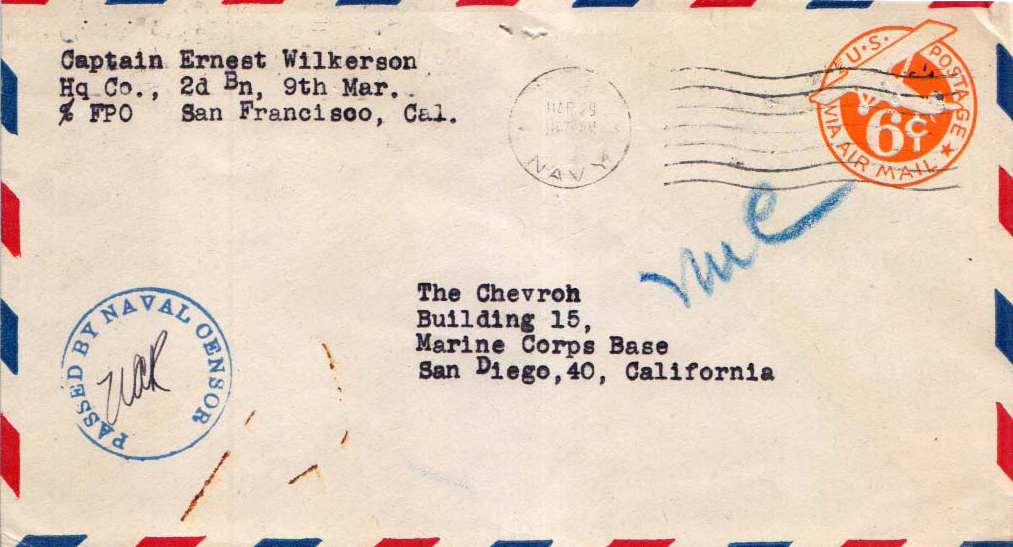 Captain Ernest Wilkerson
Hq Co., 2d Bn, 9th Mar.
% FPO San Francisco, Cal.
NAVY
U.S. POSTAGE
6¢
VIA AIR MAIL
The Chevroh
Building 15,
Marine Corps Base
San Diego,40, California
PASSED BY NAVAL CENSOR